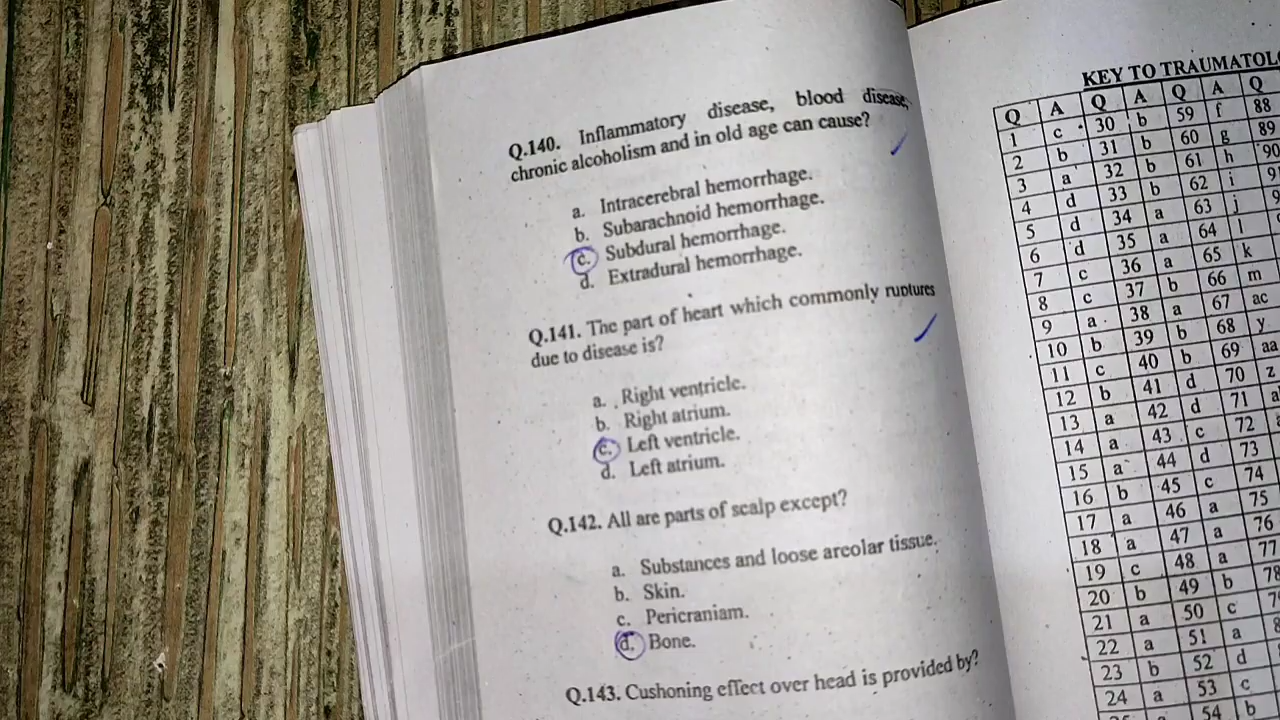 Q.140. Inflammatory disease, blood disease,
chronic alcoholism and in old age can cause?
a. Intracerebral hemorrhage.
b. Subarachnoid hemorrhage.
c. Subdural hemorrhage.
d. Extradural hemorrhage.
Q.141. The part of heart which commonly ruptures
due to disease is?
a. Right ventricle.
b. Right atrium.
c. Left ventricle.
d. Left atrium.
Q.142. All are parts of scalp except?
a. Substances and loose areolar tissue.
b. Skin.
c. Pericraniam.
d. Bone.
Q.143. Cushoning effect over head is provided by?
KEY TO
Q A Q A Q A Q
1 c 30 b 59 f 88
2 b 31 b 60 g 89
3 a 32 b 61 h 90
4 d 33 b 62 i
5 d 34 a 63 j
6 d 35 a 64 l
7 c 36 a 65 k
8 c 37 b 66 m
9 a 38 a 67 ac
10 b 39 b 68 y
11 c 40 b 69 aa
12 b 41 d 70 z
13 a 42 d 71
14 a 43 c 72
15 a 44 d 73
16 b 45 c 74
17 a 46 a 75
18 a 47 a 76
19 c 48 a 77
20 b 49 b 78
21 a 50 c
22 a 51 a
23 b 52 d
24 a 53 c
54 b